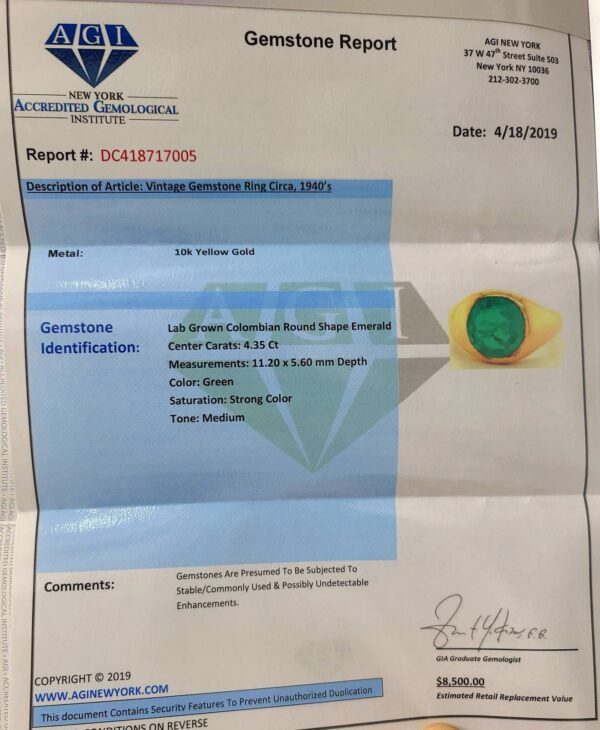 AGI
NEW YORK
ACCREDITED GEMOLOGICAL
INSTITUTE
Gemstone Report
AGI NEW YORK
37 W 47th Street Suite 503
New York NY 10036
212-302-3700
Date: 4/18/2019
Report #: DC418717005
Description of Article: Vintage Gemstone Ring Circa, 1940's
Metal: 10k Yellow Gold
AGI
Gemstone Identification:
Lab Grown Colombian Round Shape Emerald
Center Carats: 4.35 Ct
Measurements: 11.20 x 5.60 mm Depth
Color: Green
Saturation: Strong Color
Tone: Medium
Comments:
Gemstones Are Presumed To Be Subjected To
Stable/Commonly Used & Possibly Undetectable
Enhancements.
GIA Graduate Gemologist
$8,500.00
Estimated Retail Replacement Value
COPYRIGHT © 2019
WWW.AGINEWYORK.COM
This document Contains Security Features To Prevent Unauthorized Duplication
CONDITIONS ON REVERSE